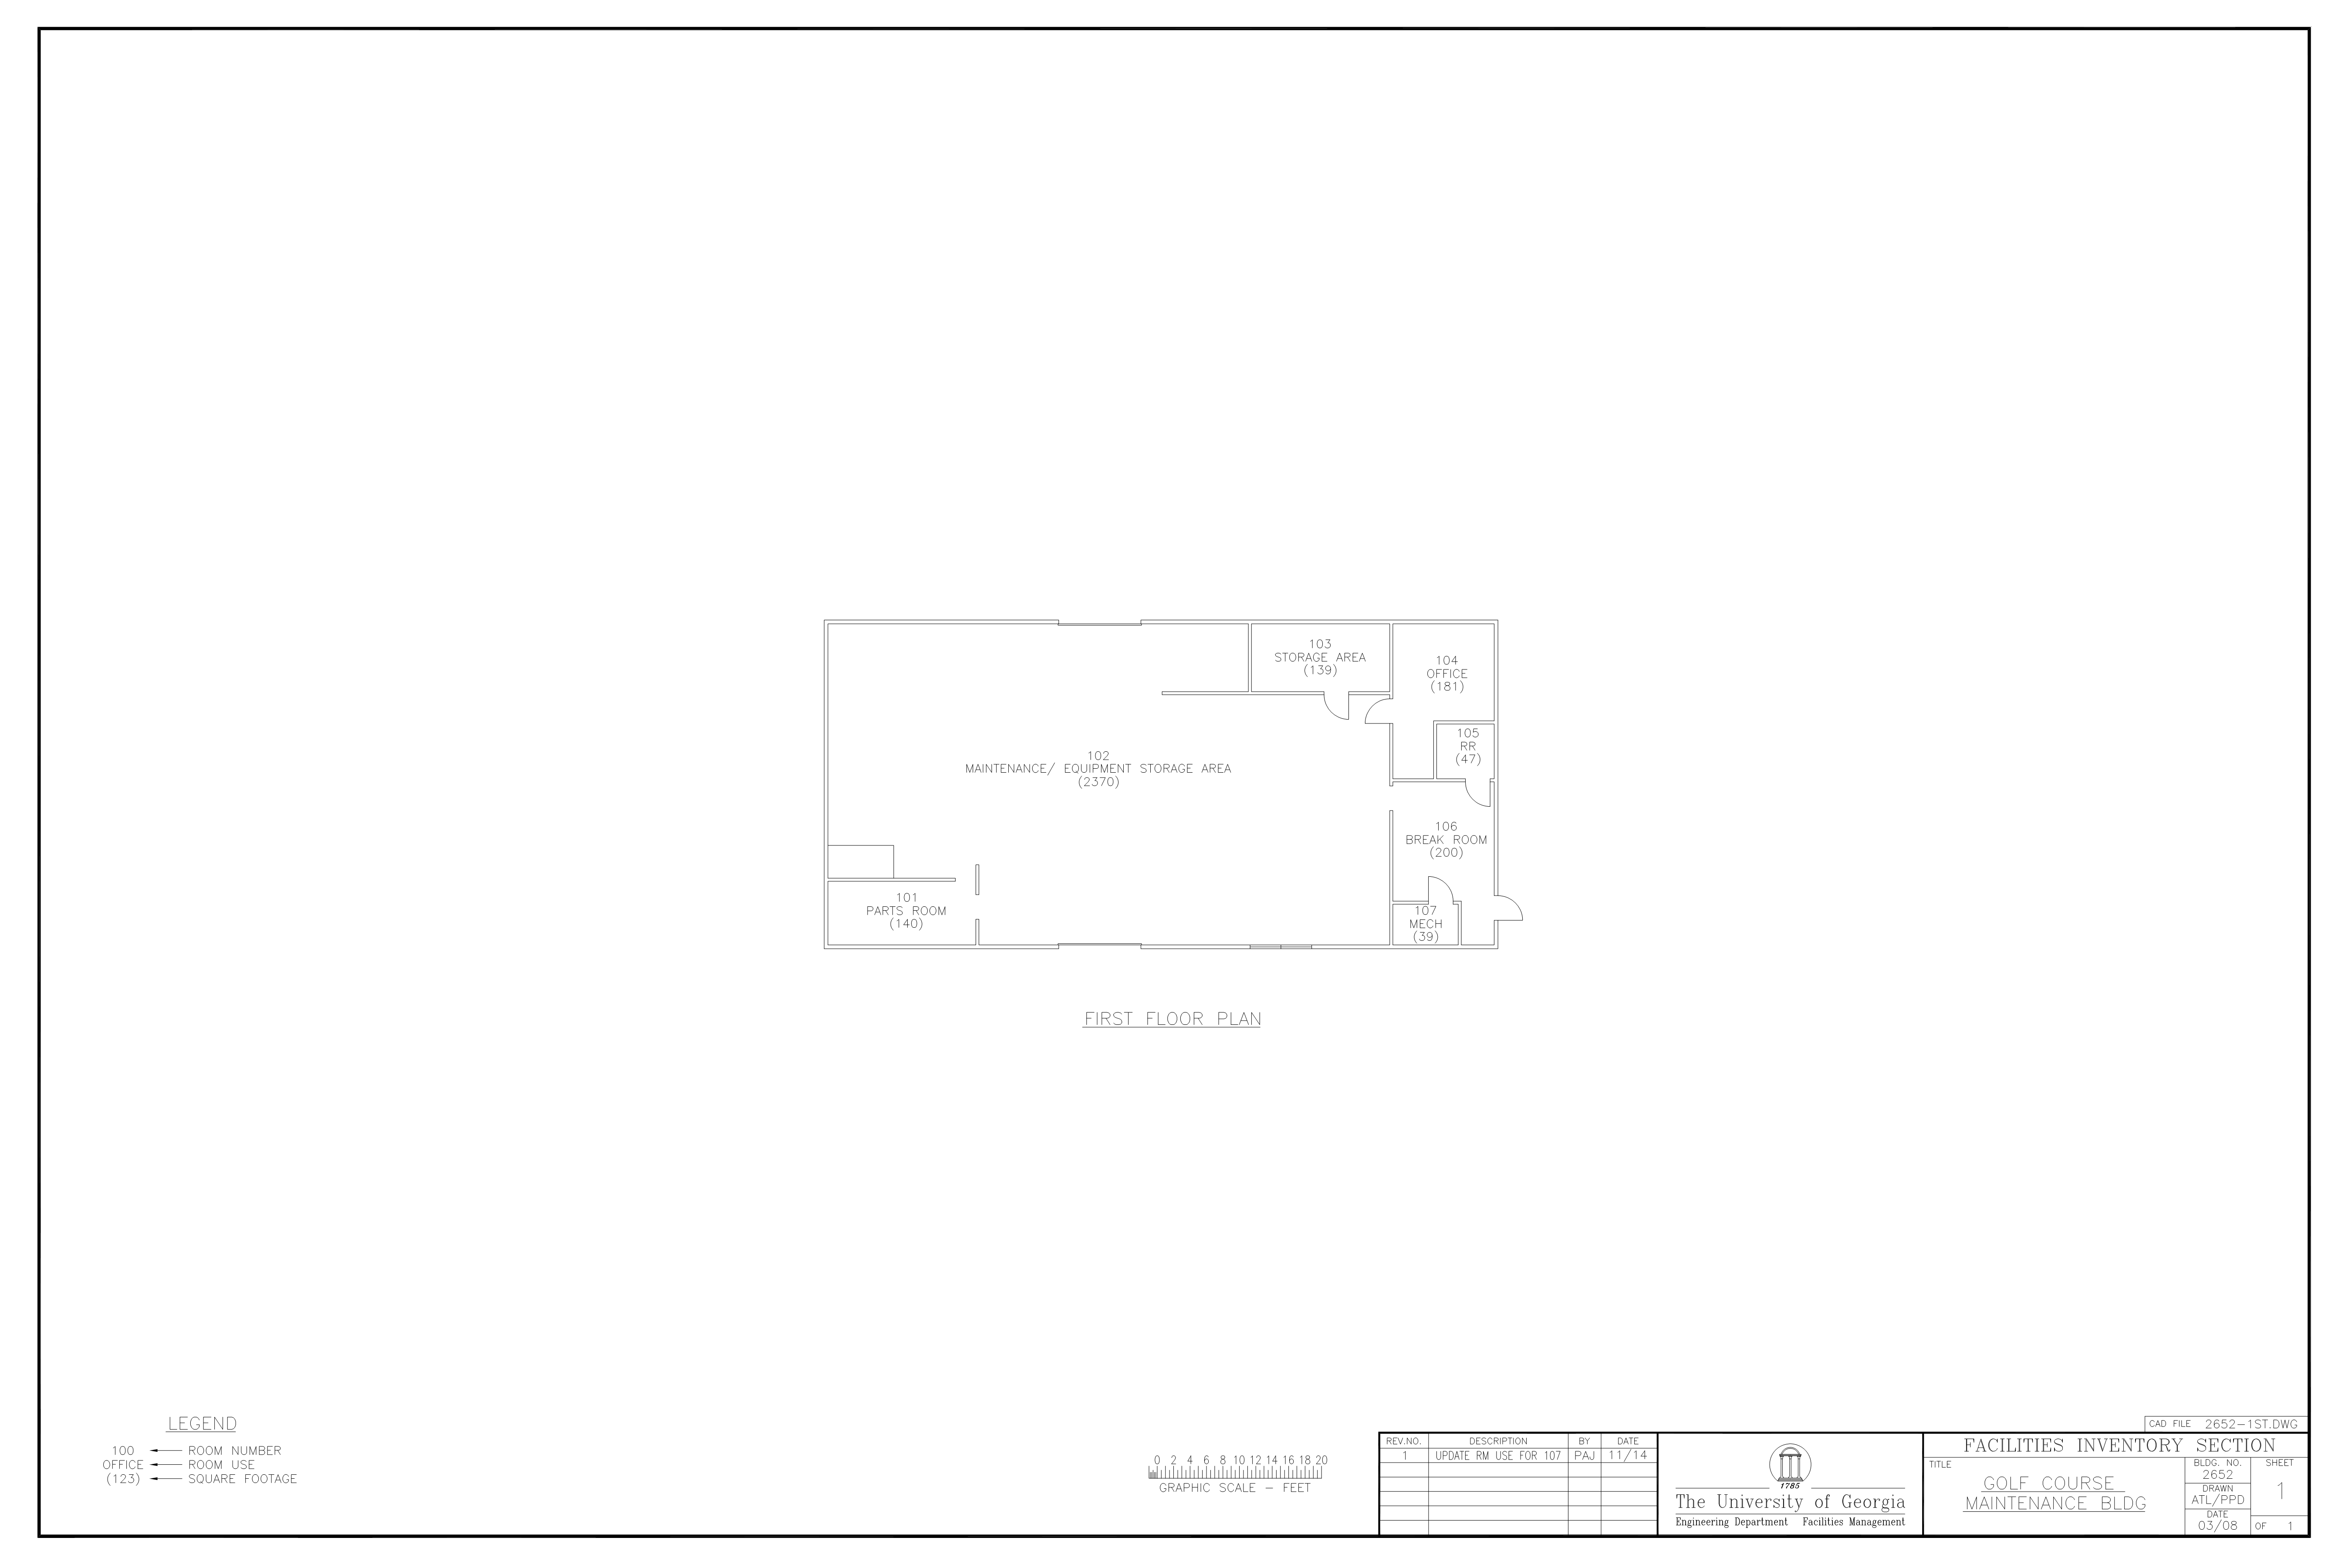 103
STORAGE AREA
(139)
104
OFFICE
(181)
105
RR
(47)
102
MAINTENANCE/ EQUIPMENT STORAGE AREA
(2370)
106
BREAK ROOM
(200)
101
PARTS ROOM
(140)
107
MECH
(39)
FIRST FLOOR PLAN
LEGEND
100 ROOM NUMBER
OFFICE ROOM USE
(123) SQUARE FOOTAGE
0 2 4 6 8 10 12 14 16 18 20
GRAPHIC SCALE - FEET
REV.NO. DESCRIPTION BY DATE
1 UPDATE RM USE FOR 107 PAJ 11/14
1785
The University of Georgia
Engineering Department Facilities Management
CAD FILE 2652-1ST.DWG
FACILITIES INVENTORY SECTION
TITLE
GOLF COURSE
MAINTENANCE BLDG
BLDG. NO.
2652
DRAWN
ATL/PPD
DATE
03/08
SHEET
1
OF 1